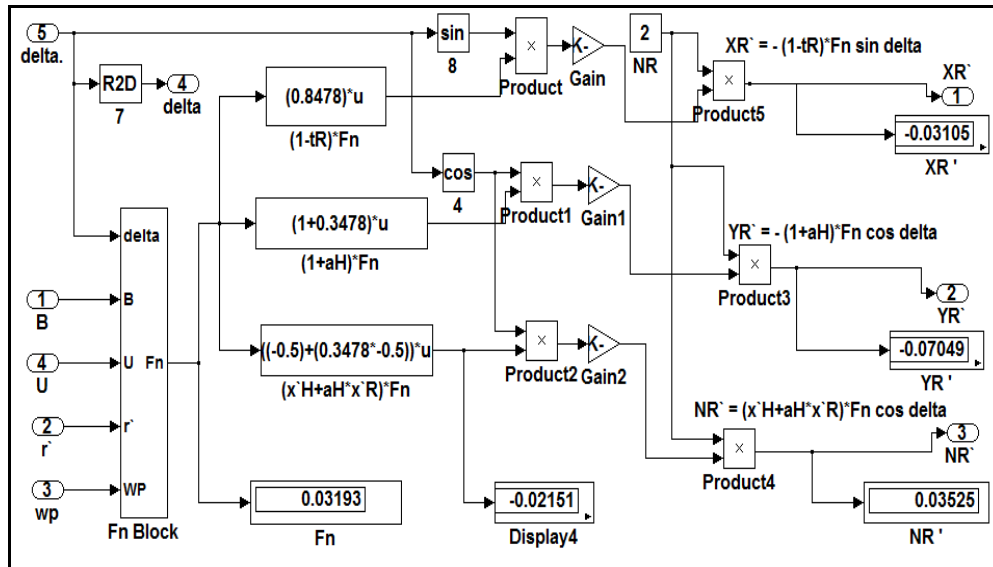 5
delta.
sin
8
×
Product
K-
Gain
2
NR
XR` = - (1-tR)*Fn sin delta
×
Product5
XR`
1
R2D
7
4
delta
(0.8478)*u
(1-tR)*Fn
-0.03105
XR '
cos
4
×
Product1
K-
Gain1
(1+0.3478)*u
(1+aH)*Fn
YR` = - (1+aH)*Fn cos delta
×
Product3
2
YR`
-0.07049
YR '
delta
1
B
B
4
U
U
Fn
2
r`
r`
3
wp
WP
Fn Block
((-0.5)+(0.3478*-0.5))*u
(x`H+aH*x`R)*Fn
×
Product2
K-
Gain2
NR` = (x`H+aH*x`R)*Fn cos delta
×
Product4
3
NR`
0.03193
Fn
-0.02151
Display4
0.03525
NR '